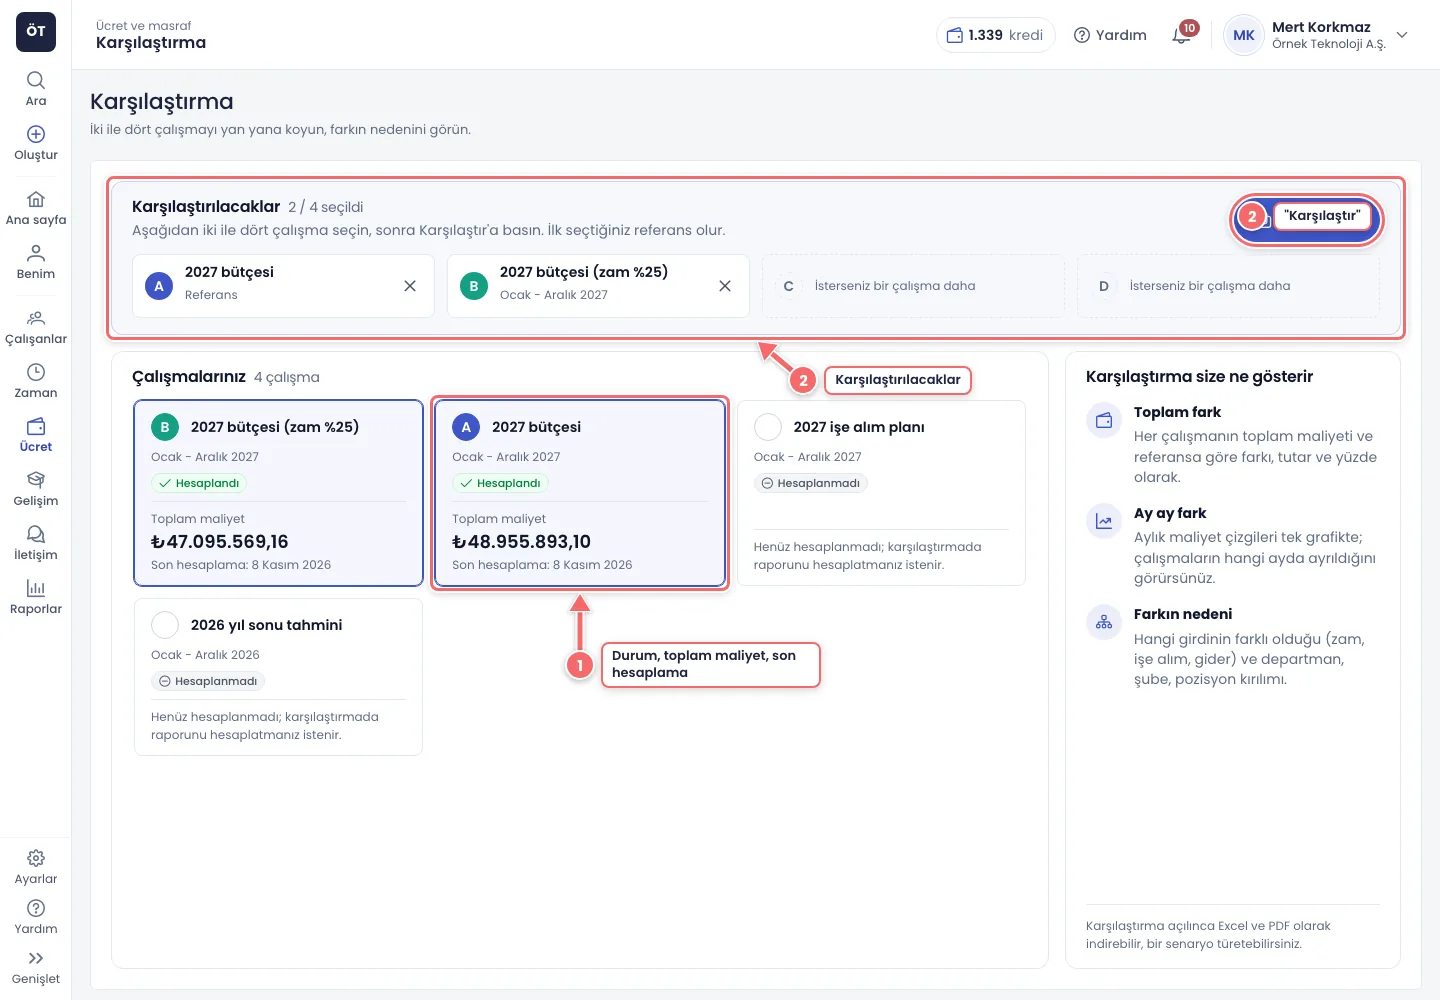 ÖT
Ara
Oluştur
Ana sayfa
Benim
Çalışanlar
Zaman
Ücret
Gelişim
İletişim
Raporlar
Ayarlar
Yardım
Genişlet
Ücret ve masraf
Karşılaştırma
1.339 kredi
Yardım
10
MK
Mert Korkmaz
Örnek Teknoloji A.Ş.
Karşılaştırma
İki ile dört çalışmayı yan yana koyun, farkın nedenini görün.
Karşılaştırılacaklar 2 / 4 seçildi
Aşağıdan iki ile dört çalışma seçin, sonra Karşılaştır'a basın. İlk seçtiğiniz referans olur.
2
"Karşılaştır"
A
2027 bütçesi
Referans
B
2027 bütçesi (zam %25)
Ocak - Aralık 2027
C
İsterseniz bir çalışma daha
D
İsterseniz bir çalışma daha
2
Karşılaştırılacaklar
Çalışmalarınız 4 çalışma
B
2027 bütçesi (zam %25)
Ocak - Aralık 2027
Hesaplandı
Toplam maliyet
₺47.095.569,16
Son hesaplama: 8 Kasım 2026
A
2027 bütçesi
Ocak - Aralık 2027
Hesaplandı
Toplam maliyet
₺48.955.893,10
Son hesaplama: 8 Kasım 2026
2027 işe alım planı
Ocak - Aralık 2027
Hesaplanmadı
Henüz hesaplanmadı; karşılaştırmada
raporunu hesaplatmanız istenir.
2026 yıl sonu tahmini
Ocak - Aralık 2026
Hesaplanmadı
Henüz hesaplanmadı; karşılaştırmada
raporunu hesaplatmanız istenir.
1
Durum, toplam maliyet, son
hesaplama
Karşılaştırma size ne gösterir
Toplam fark
Her çalışmanın toplam maliyeti ve
referansa göre farkı, tutar ve yüzde
olarak.
Ay ay fark
Aylık maliyet çizgileri tek grafikte;
çalışmaların hangi ayda ayrıldığını
görürsünüz.
Farkın nedeni
Hangi girdinin farklı olduğu (zam,
işe alım, gider) ve departman,
şube, pozisyon kırılımı.
Karşılaştırma açılınca Excel ve PDF olarak
indirebilir, bir senaryo türetebilirsiniz.